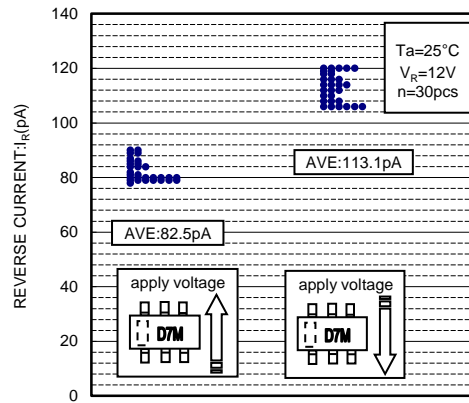 REVERSE CURRENT:IR(pA)
140
120
100
80
60
40
20
0
Ta=25°C
VR=12V
n=30pcs
AVE:113.1pA
AVE:82.5pA
apply voltage
D7M
apply voltage
D7M